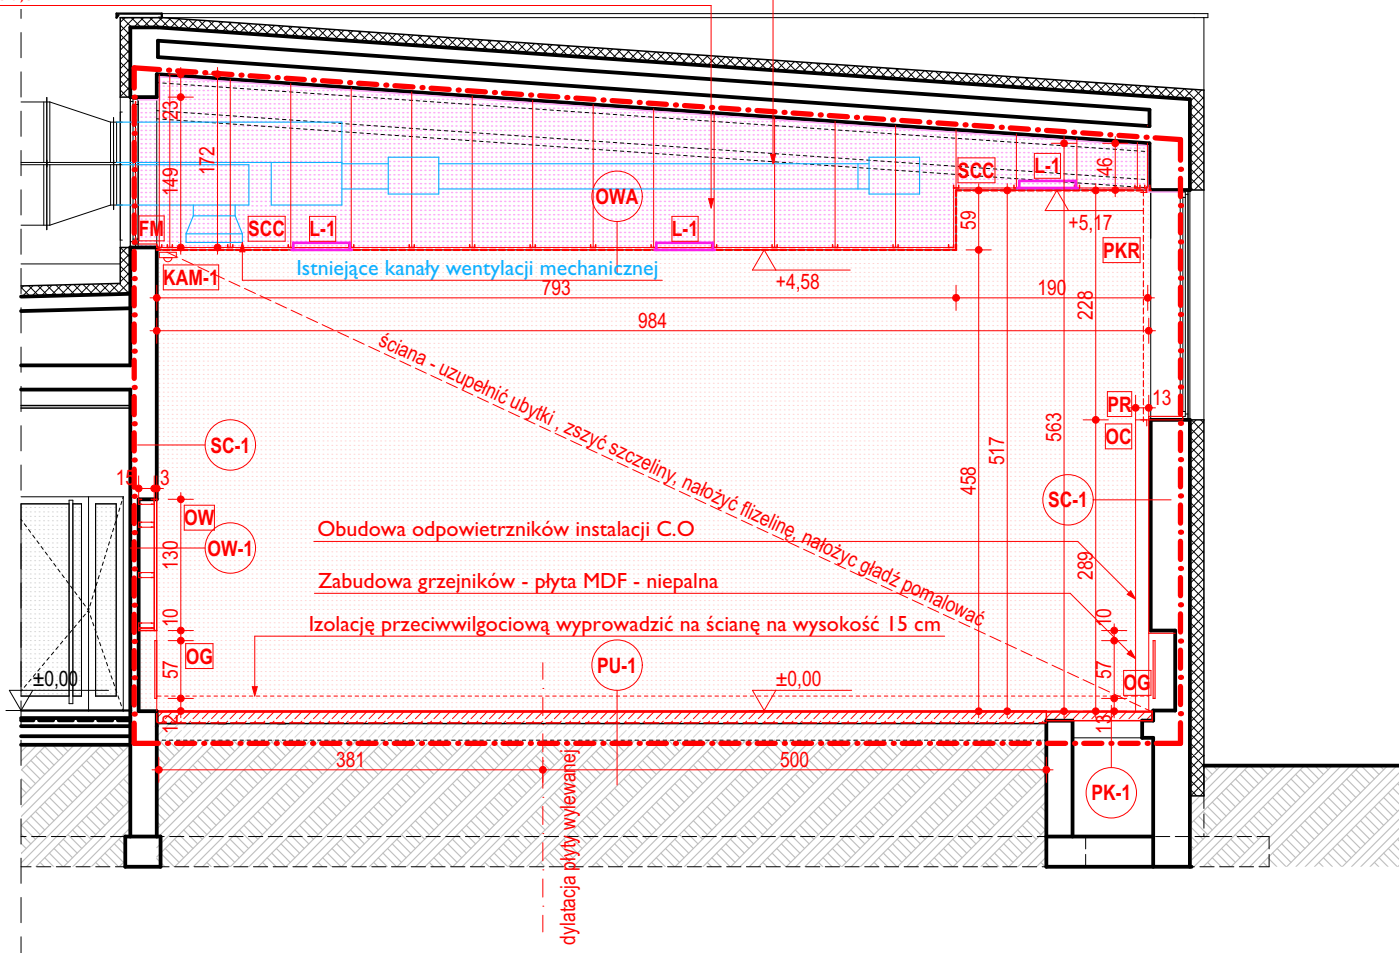 23
172
149
46
SCC
L-1
OWA
59
+5,17
FM
SCC
L-1
L-1
PKR
KAM-1
Istniejące kanały wentylacji mechanicznej
+4,58
793
190
228
984
ściana - uzupełnić ubytki , zszyć szczeliny, nałożyć flizelinę, nałożyc gładź pomalować
PR
13
OC
563
517
458
SC-1
SC-1
15
3
OW
130
OW-1
Obudowa odpowietrzników instalacji C.O
289
Zabudowa grzejników - płyta MDF - niepalna
10
10
Izolację przeciwwilgociową wyprowadzić na ścianę na wysokość 15 cm
OG
57
PU-1
57
OG
±0,00
±0,00
12
13
381
500
PK-1
dylatacja płyty wylewanej